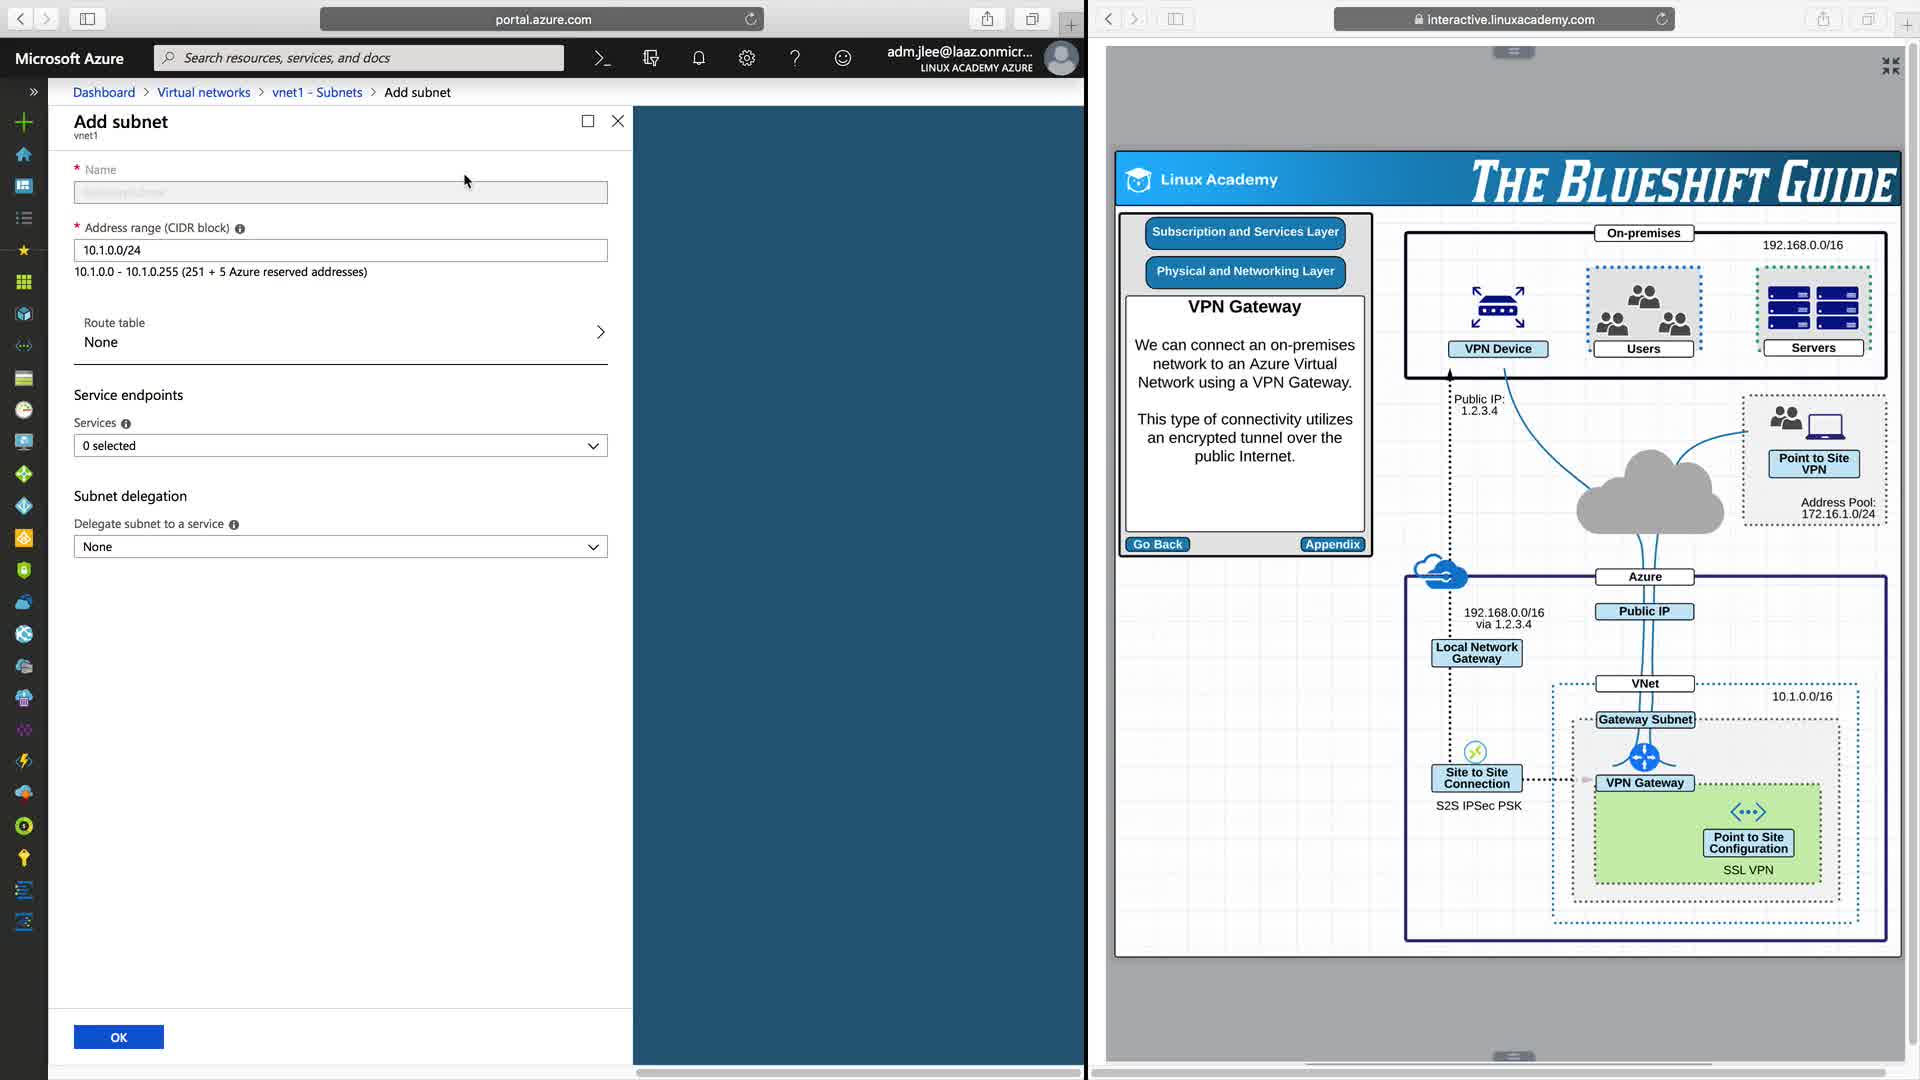 portal.azure.com
Microsoft Azure
Search resources, services, and docs
adm.jlee@laaz.onmicr...
LINUX ACADEMY AZURE
Dashboard > Virtual networks > vnet1 - Subnets > Add subnet
Add subnet
vnet1
* Name
* Address range (CIDR block)
10.1.0.0/24
10.1.0.0 - 10.1.0.255 (251 + 5 Azure reserved addresses)
Route table
None
Service endpoints
Services
0 selected
Subnet delegation
Delegate subnet to a service
None
OK
interactive.linuxacademy.com
Linux Academy
THE BLUESHIFT GUIDE
Subscription and Services Layer
Physical and Networking Layer
VPN Gateway
We can connect an on-premises
network to an Azure Virtual
Network using a VPN Gateway.
This type of connectivity utilizes
an encrypted tunnel over the
public Internet.
Go Back
Appendix
On-premises
192.168.0.0/16
VPN Device
Users
Servers
Public IP:
1.2.3.4
Point to Site
VPN
Address Pool:
172.16.1.0/24
Azure
Public IP
192.168.0.0/16
via 1.2.3.4
Local Network
Gateway
VNet
10.1.0.0/16
Gateway Subnet
Site to Site
Connection
S2S IPSec PSK
VPN Gateway
Point to Site
Configuration
SSL VPN